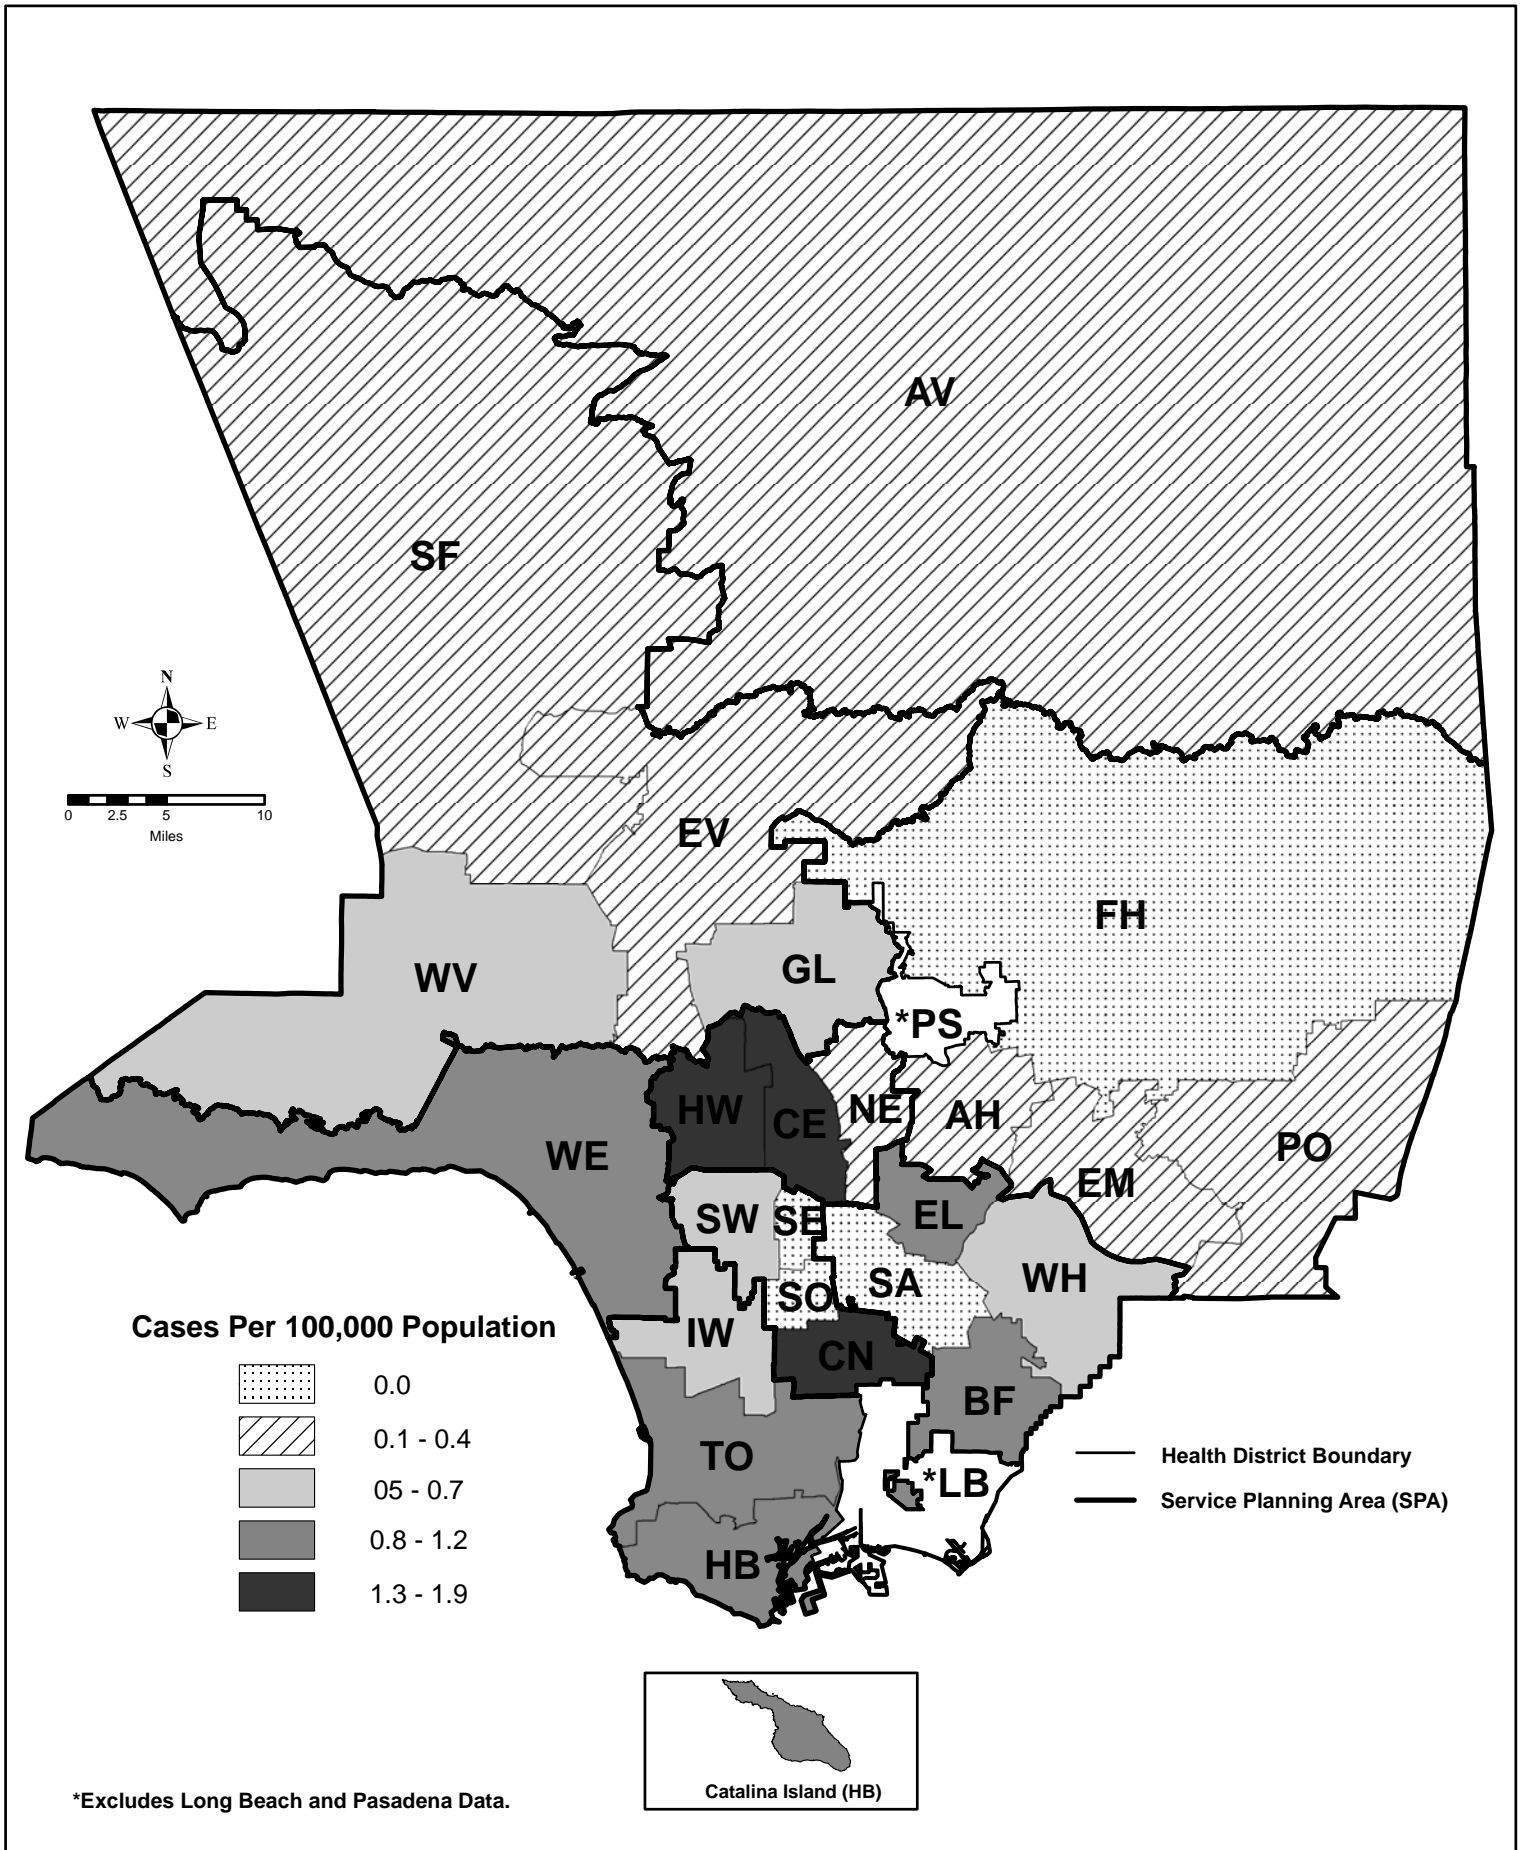 AV
SF
N
W E
S
0 2.5 5 10
Miles
EV
FH
WV
GL
*PS
HW
CE
NE
AH
PO
WE
EM
SW
SE
EL
SA
WH
SO
IW
CN
BF
TO
*LB
HB
Cases Per 100,000 Population
0.0
0.1 - 0.4
05 - 0.7
0.8 - 1.2
1.3 - 1.9
Health District Boundary
Service Planning Area (SPA)
Catalina Island (HB)
*Excludes Long Beach and Pasadena Data.